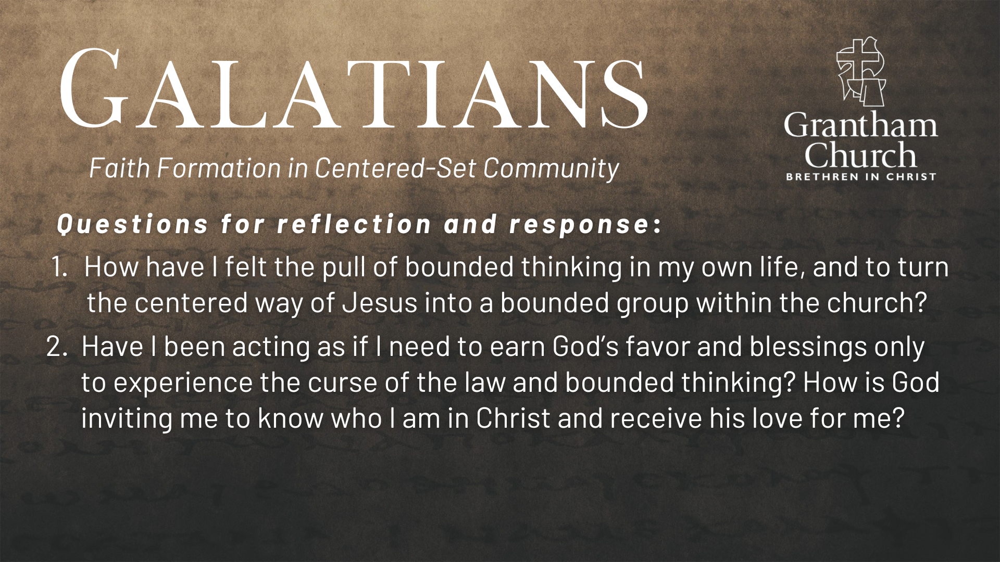 GALATIANS
Faith Formation in Centered-Set Community
Grantham
Church
BRETHREN IN CHRIST
Questions for reflection and response:
1. How have I felt the pull of bounded thinking in my own life, and to turn
the centered way of Jesus into a bounded group within the church?
2. Have I been acting as if I need to earn God’s favor and blessings only
to experience the curse of the law and bounded thinking? How is God
inviting me to know who I am in Christ and receive his love for me?